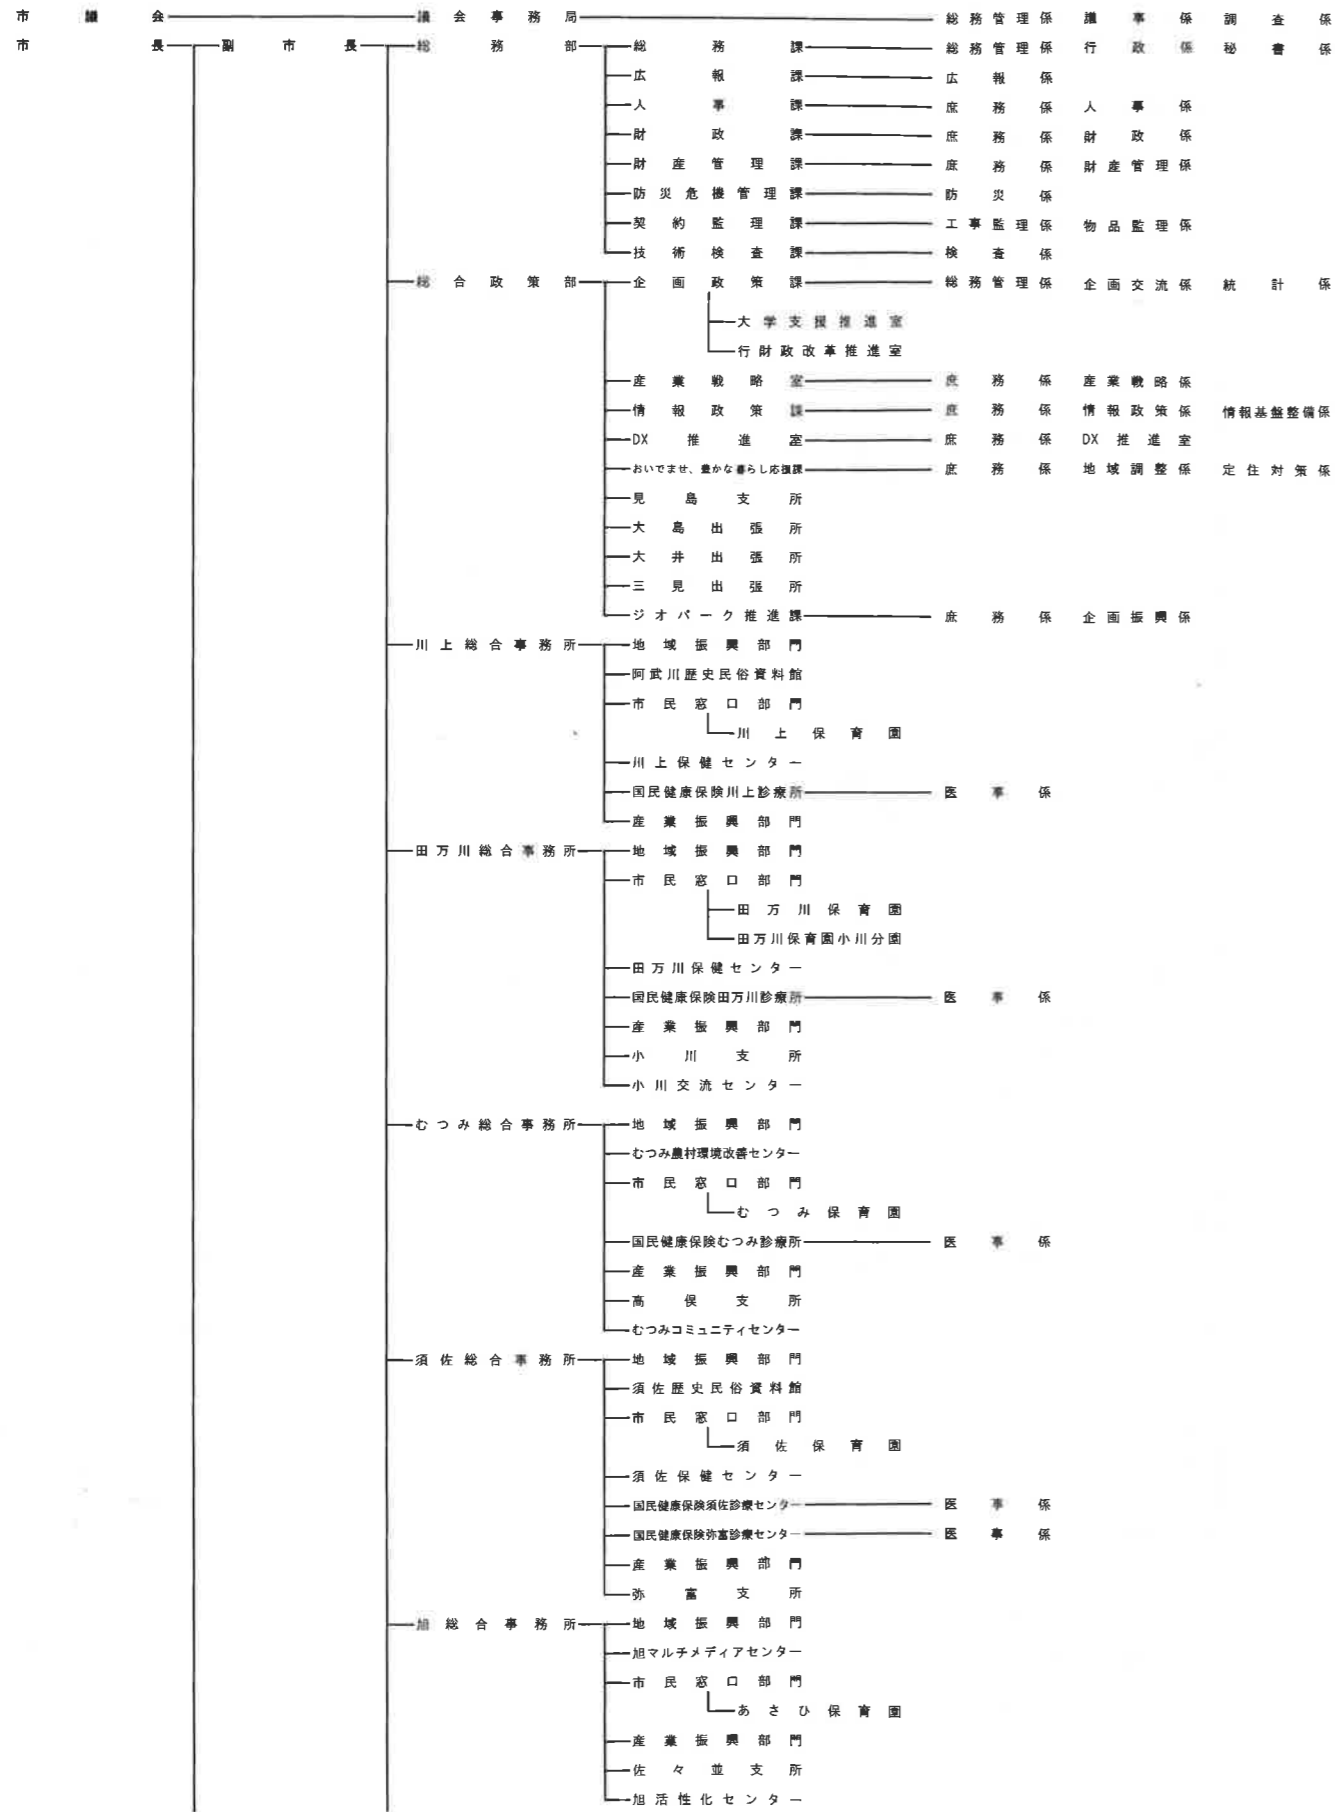 市議会 議会事務局 総務管理係 議事係 調査係
市長 副市長 総務部 総務課 総務管理係 行政係 秘書係
広報課 広報係
人事課 庶務係 人事係
財政課 庶務係 財政係
財産管理課 庶務係 財産管理係
防災危機管理課 防災係
契約監理課 工事監理係 物品監理係
技術検査課 検査係
総合政策部 企画政策課 総務管理係 企画交流係 統計係
大学支援推進室
行財政改革推進室
産業戦略室 庶務係 産業戦略係
情報政策課 庶務係 情報政策係 情報基盤整備係
DX推進室 庶務係 DX推進室
おいでませ、豊かな暮らし応援課 庶務係 地域調整係 定住対策係
見島支所
大島出張所
大井出張所
三見出張所
ジオパーク推進課 庶務係 企画振興係
川上総合事務所 地域振興部門
阿武川歴史民俗資料館
市民窓口部門
川上保育園
川上保健センター
国民健康保険川上診療所 医事係
産業振興部門
田万川総合事務所 地域振興部門
市民窓口部門
田万川保育園
田万川保育園小川分園
田万川保健センター
国民健康保険田万川診療所 医事係
産業振興部門
小川支所
小川交流センター
むつみ総合事務所 地域振興部門
むつみ農村環境改善センター
市民窓口部門
むつみ保育園
国民健康保険むつみ診療所 医事係
産業振興部門
高俣支所
むつみコミュニティセンター
須佐総合事務所 地域振興部門
須佐歴史民俗資料館
市民窓口部門
須佐保育園
須佐保健センター
国民健康保険須佐診療センター 医事係
国民健康保険弥富診療センター 医事係
産業振興部門
弥富支所
旭総合事務所 地域振興部門
旭マルチメディアセンター
市民窓口部門
あさひ保育園
産業振興部門
佐々並支所
旭活性化センター